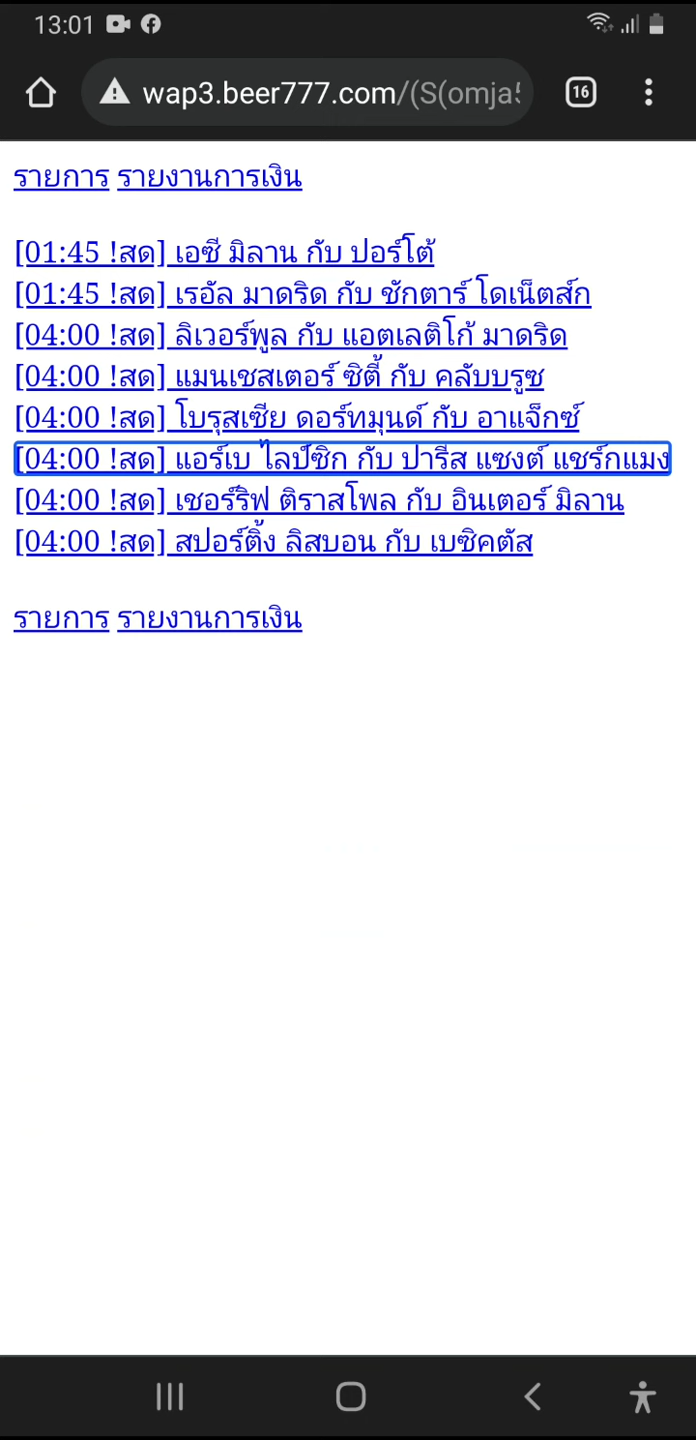 13:01
wap3.beer777.com/(S(omja5
16
รายการ รายงานการเงิน
[01:45 !สด] เอซี มิลาน กับ ปอร์โต้
[01:45 !สด] เรอัล มาดริด กับ ชักตาร์ โดเน็ตส์ก
[04:00 !สด] ลิเวอร์พูล กับ แอตเลติโก้ มาดริด
[04:00 !สด] แมนเชสเตอร์ ซิตี้ กับ คลับบรูซ
[04:00 !สด] โบรุสเซีย ดอร์ทมุนด์ กับ อาแจ็กซ์
[04:00 !สด] แอร์เบ ไลป์ซิก กับ ปารีส แซงต์ แชร์กแมง
[04:00 !สด] เชอร์ริฟ ติราสโพล กับ อินเตอร์ มิลาน
[04:00 !สด] สปอร์ติ้ง ลิสบอน กับ เบซิคตัส
รายการ รายงานการเงิน